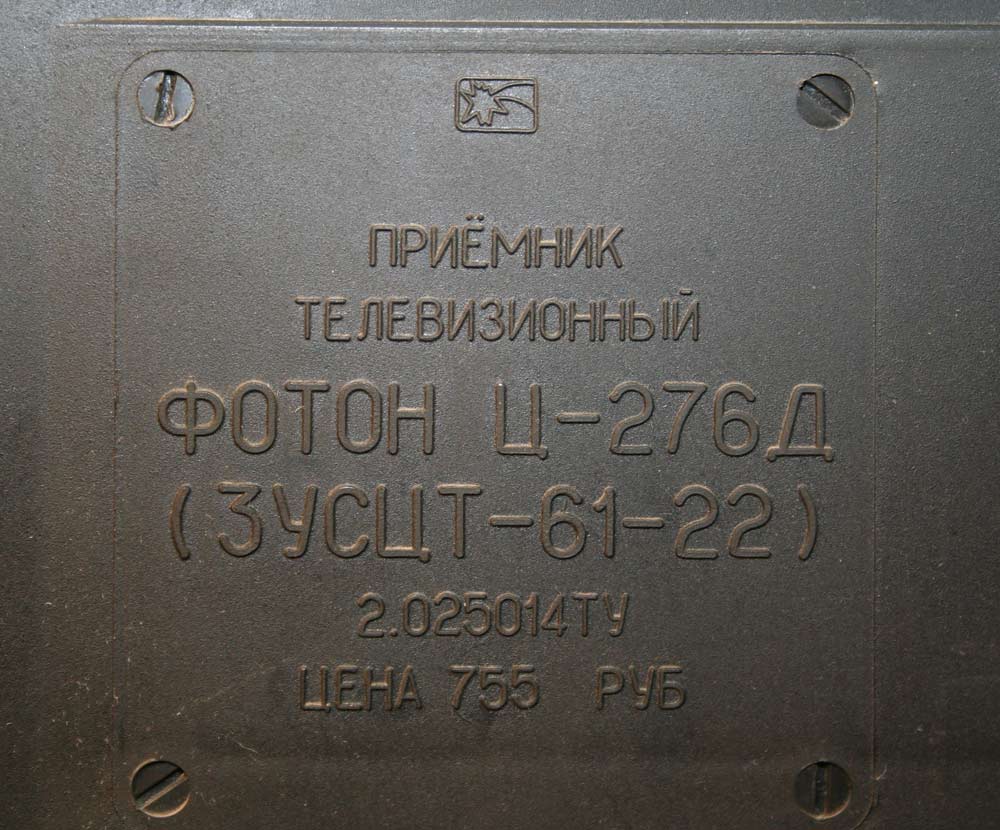 ПРИЁМНИК
ТЕЛЕВИЗИОННЫЙ
ФОТОН Ц-276Д
(3УСЦТ-61-22)
2.025014ТУ
ЦЕНА 755 РУБ